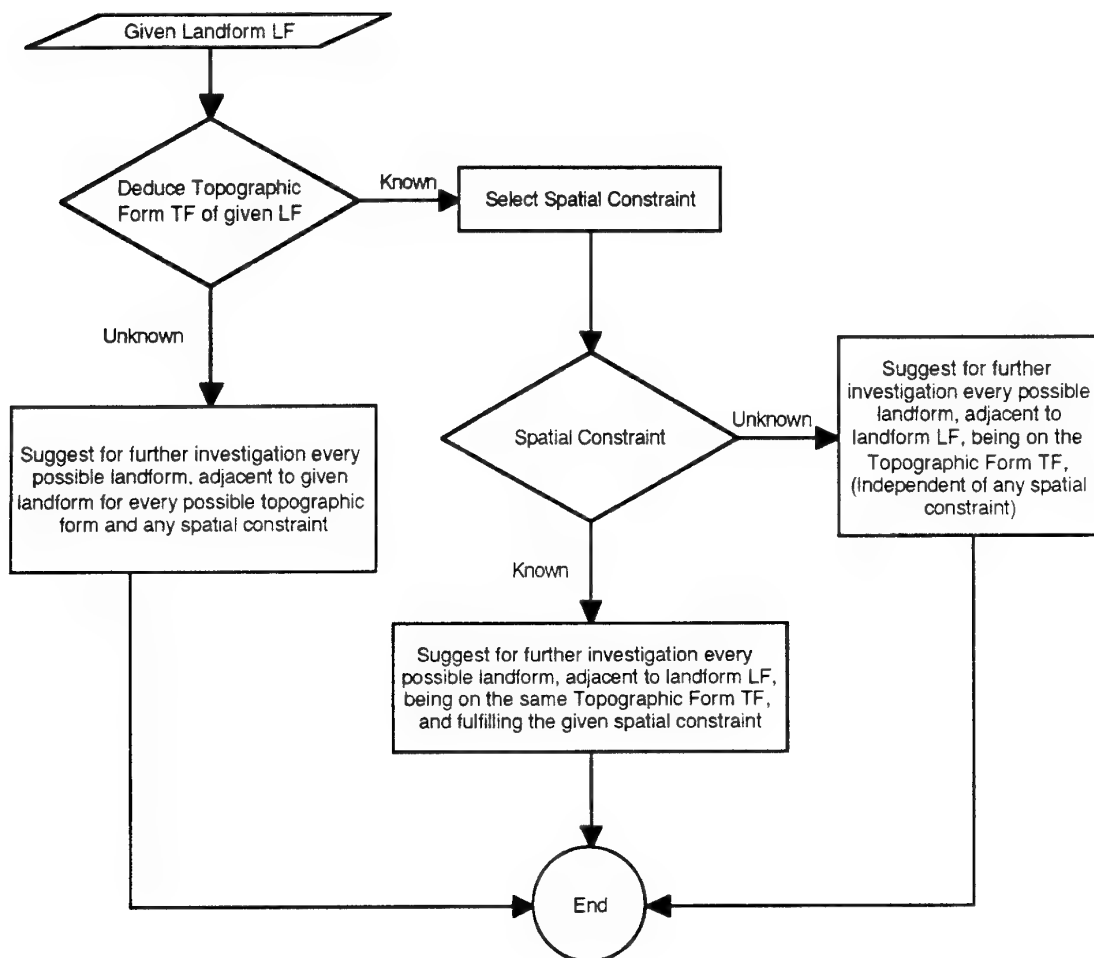 Given Landform LF
Deduce Topographic
Form TF of given LF
Known
Select Spatial Constraint
Unknown
Suggest for further investigation every
possible landform, adjacent to given
landform for every possible topographic
form and any spatial constraint
Spatial Constraint
Unknown
Suggest for further
investigation every possible
landform, adjacent to
landform LF, being on the
Topographic Form TF,
(Independent of any spatial
constraint)
Known
Suggest for further investigation every
possible landform, adjacent to landform LF,
being on the same Topographic Form TF,
and fulfilling the given spatial constraint
End